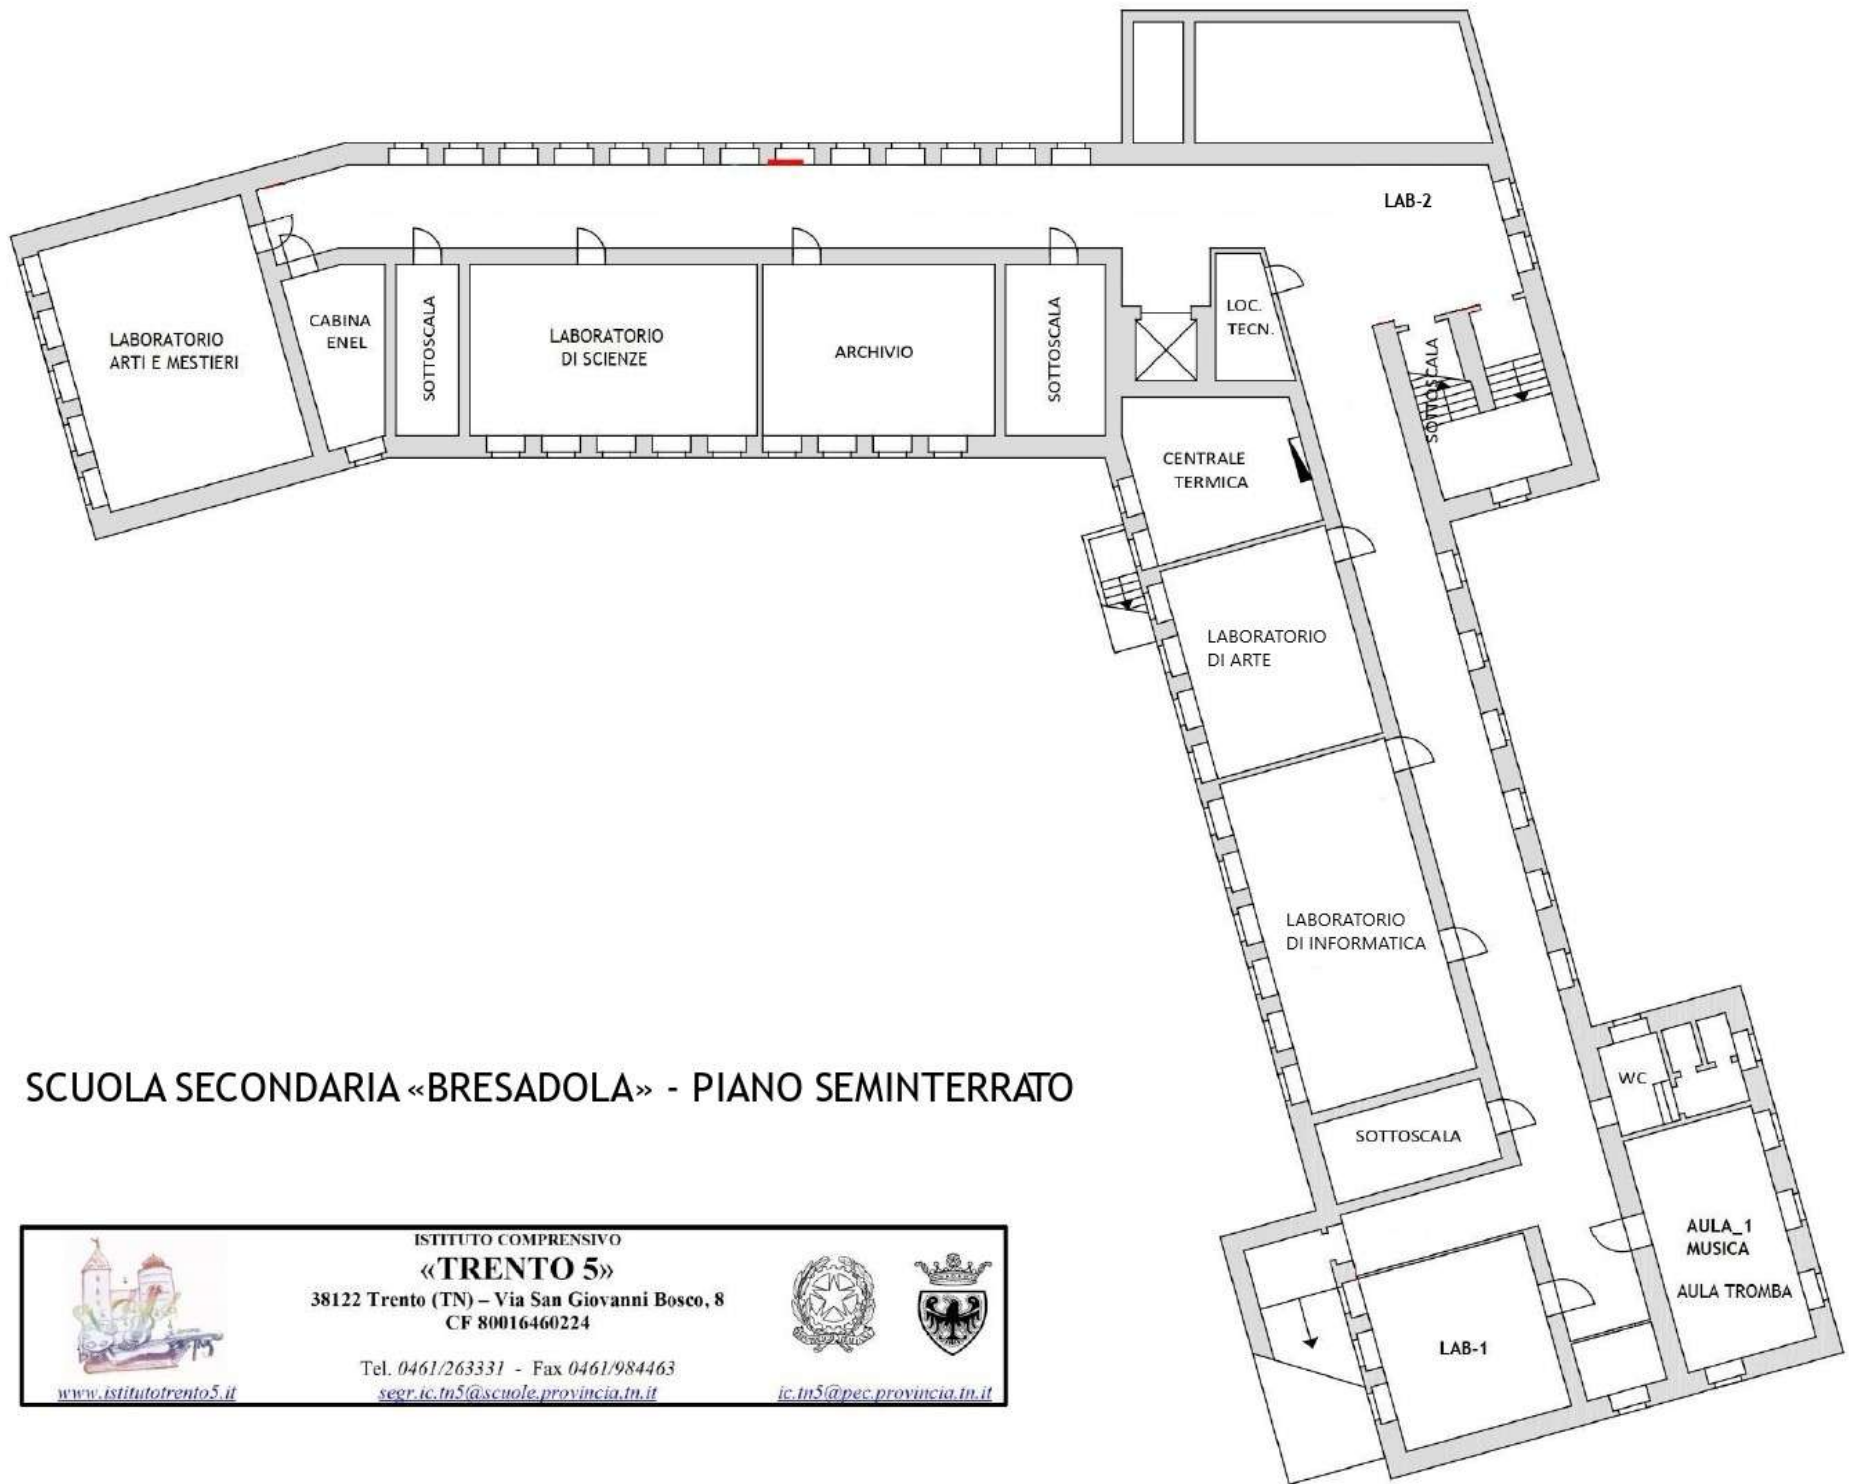 LAB-2
LABORATORIO
ARTI E MESTIERI
CABINA
ENEL
SOTTOSCALA
LABORATORIO
DI SCIENZE
ARCHIVIO
SOTTOSCALA
LOC.
TECN.
SOTTOSCALA
CENTRALE
TERMICA
LABORATORIO
DI ARTE
LABORATORIO
DI INFORMATICA
WC
SOTTOSCALA
AULA_1
MUSICA
AULA TROMBA
LAB-1
SCUOLA SECONDARIA «BRESADOLA» - PIANO SEMINTERRATO
ISTITUTO COMPRENSIVO
«TRENTO 5»
38122 Trento (TN) – Via San Giovanni Bosco, 8
CF 80016460224
Tel. 0461/263331 - Fax 0461/984463
www.istitutotrento5.it
segr.ic.tn5@scuole.provincia.tn.it
ic.tn5@pec.provincia.tn.it